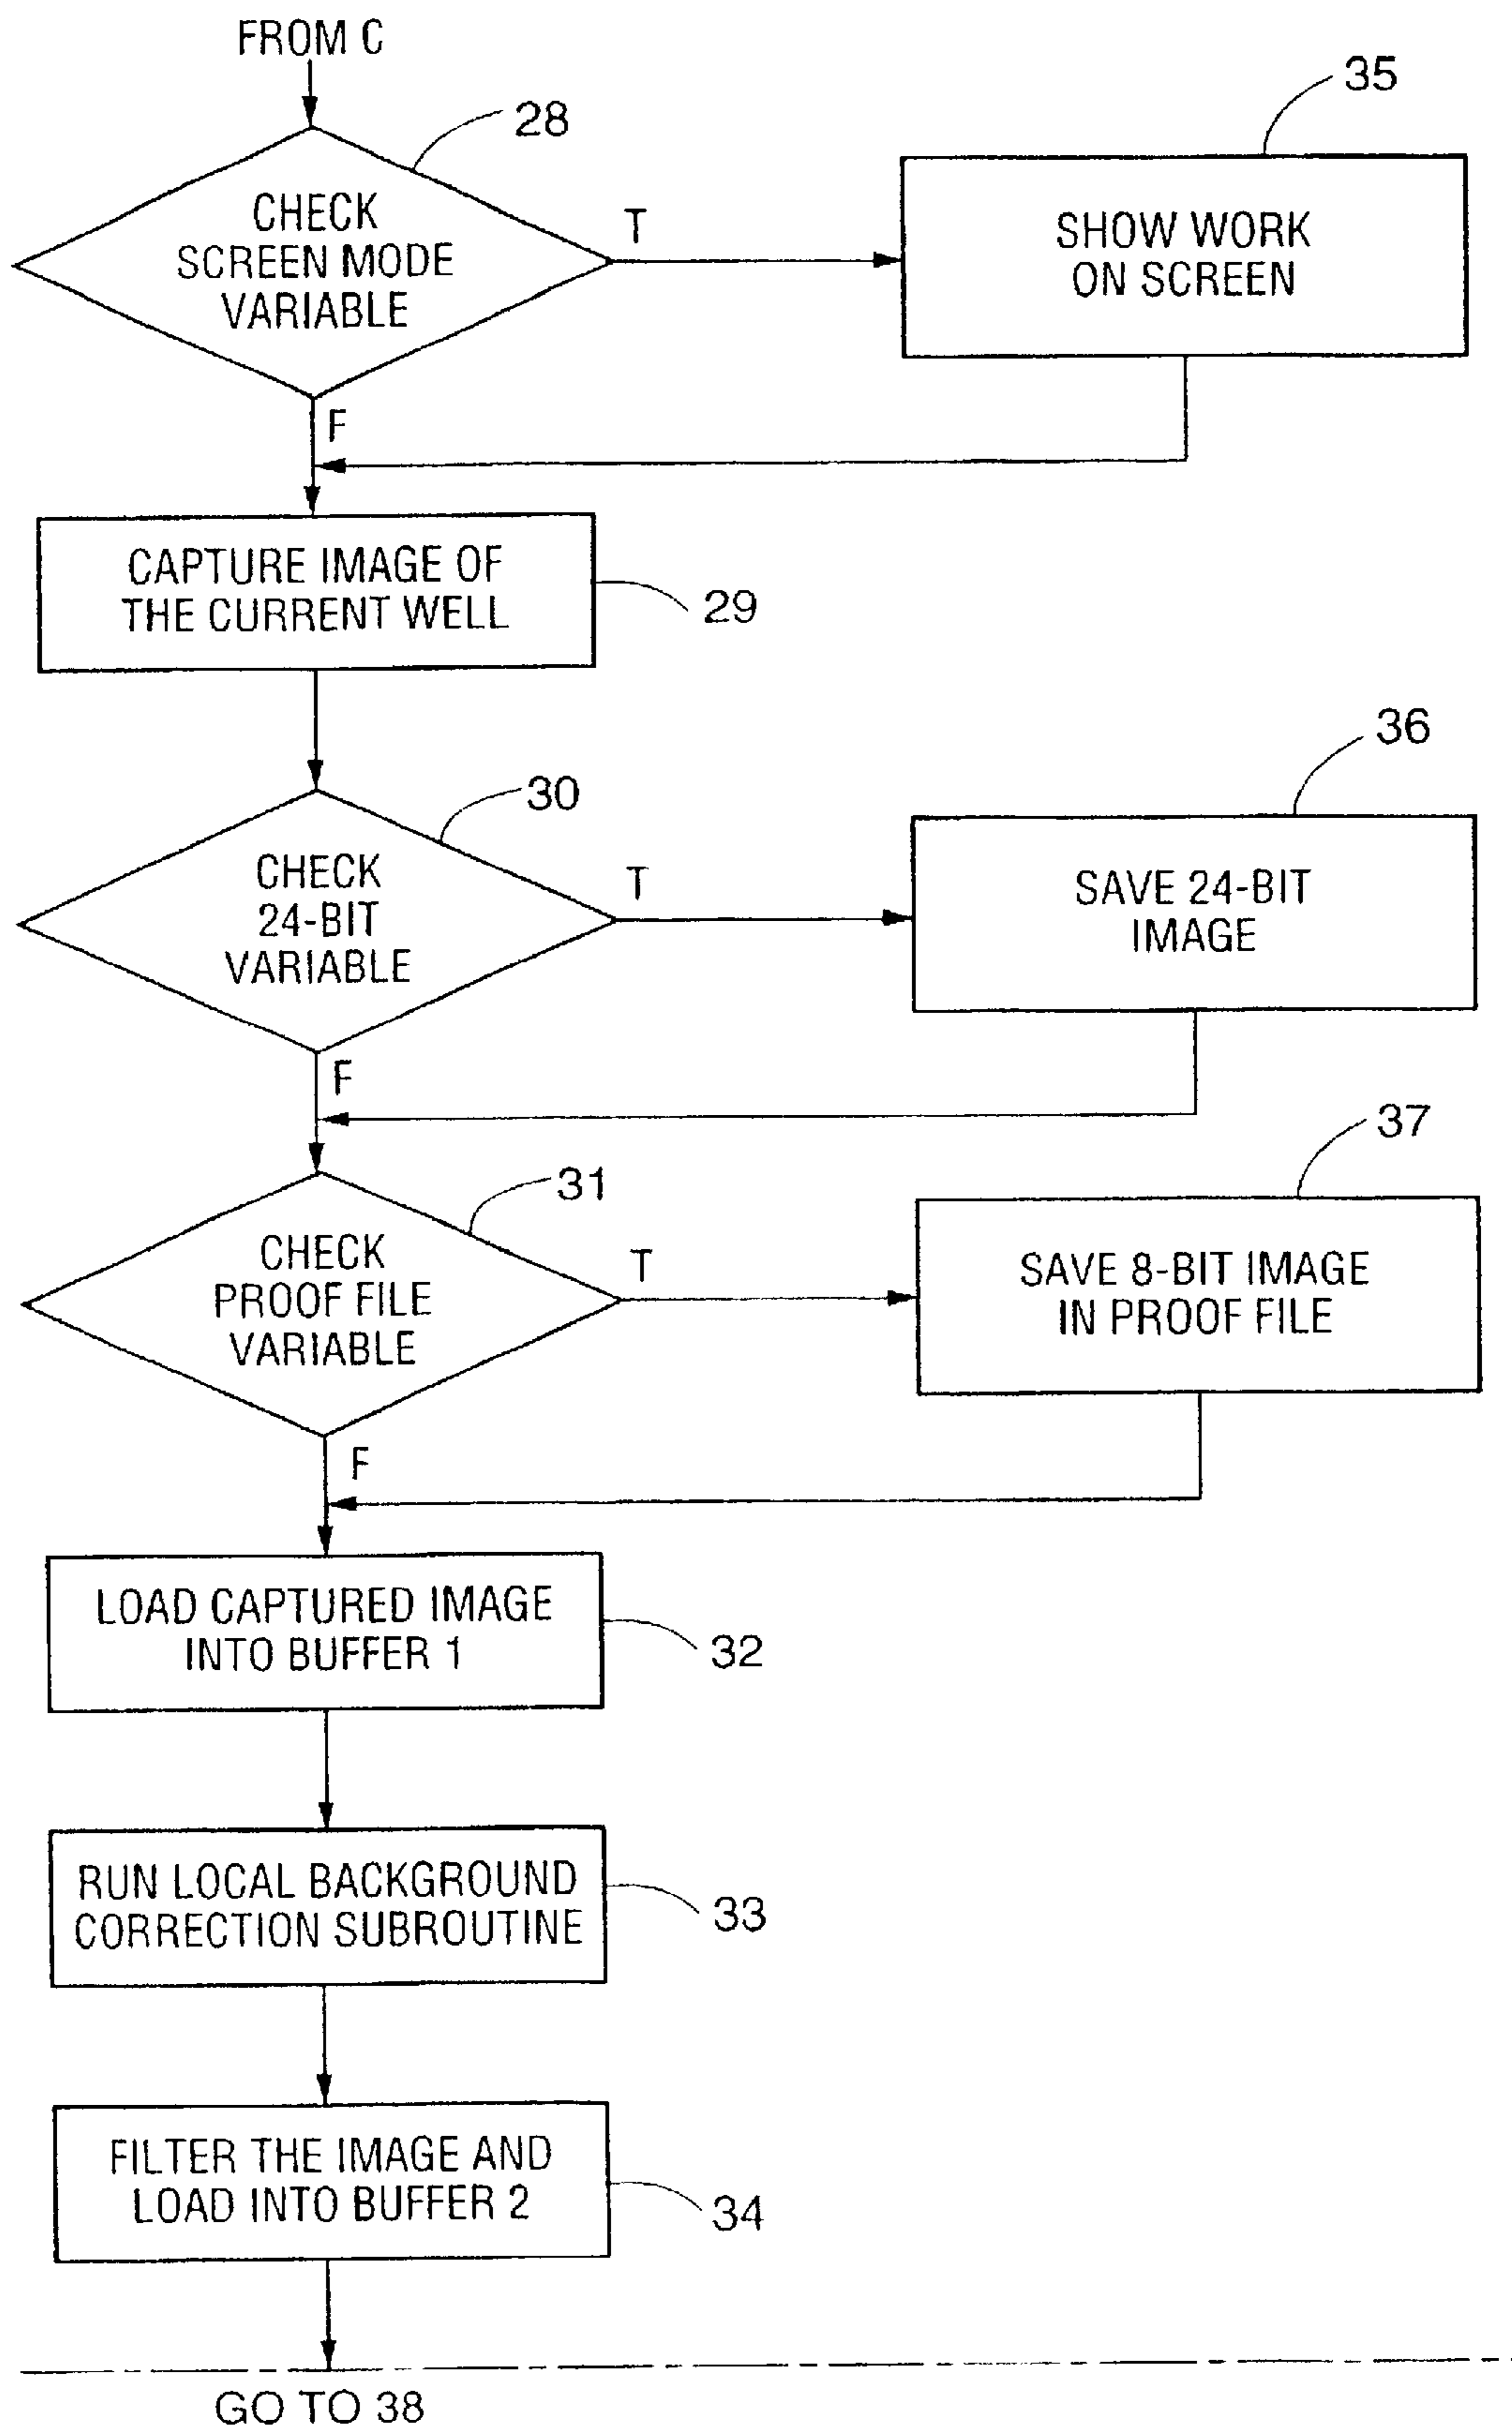 FROM C
28
CHECK
SCREEN MODE
VARIABLE
T
35
SHOW WORK
ON SCREEN
F
CAPTURE IMAGE OF
THE CURRENT WELL
29
30
CHECK
24-BIT
VARIABLE
T
36
SAVE 24-BIT
IMAGE
F
31
CHECK
PROOF FILE
VARIABLE
T
37
SAVE 8-BIT IMAGE
IN PROOF FILE
F
LOAD CAPTURED IMAGE
INTO BUFFER 1
32
RUN LOCAL BACKGROUND
CORRECTION SUBROUTINE
33
FILTER THE IMAGE AND
LOAD INTO BUFFER 2
34
GO TO 38